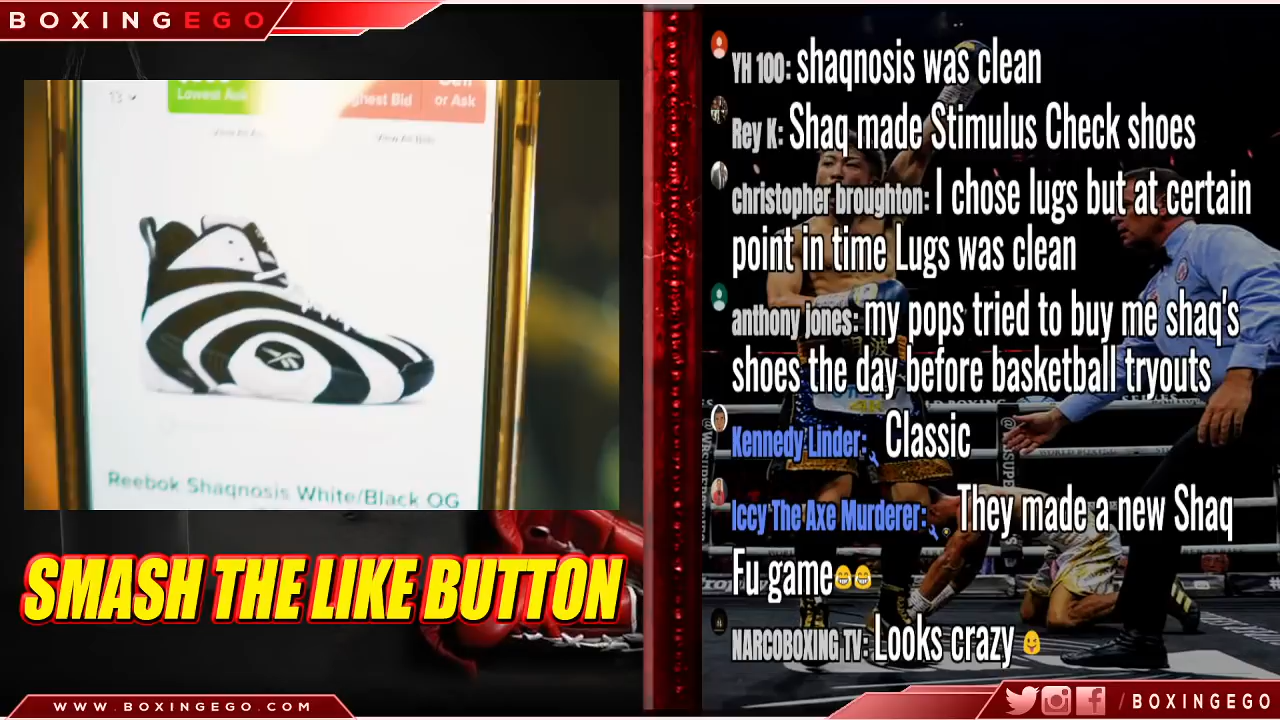 BOXINGEGO
13
Lowest Ask
ghest Bid
or Ask
Reebok Shaqnosis White/Black OG
SMASH THE LIKE BUTTON
WWW.BOXINGEGO.COM
YH 100: shaqnosis was clean
Rey K: Shaq made Stimulus Check shoes
christopher broughton: I chose lugs but at certain
point in time Lugs was clean
anthony jones: my pops tried to buy me shaq's
shoes the day before basketball tryouts
Kennedy Linder: Classic
Iccy The Axe Murderer: They made a new Shaq
Fu game😁😁
NARCOBOXING TV: Looks crazy 😜
/BOXINGEGO